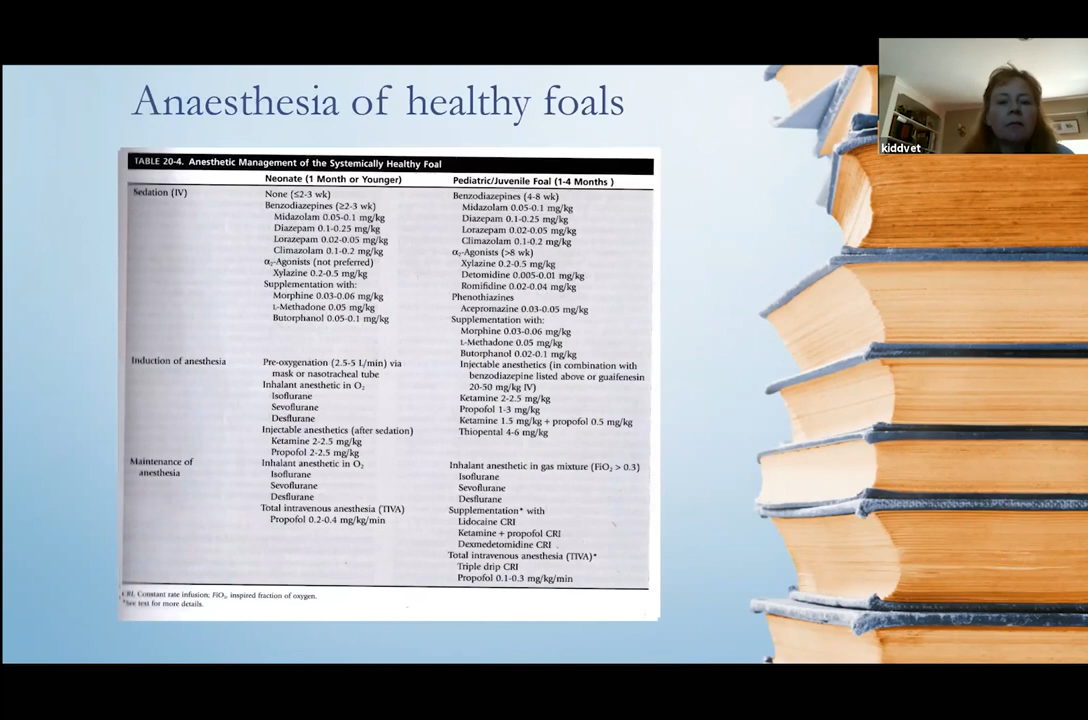 Anaesthesia of healthy foals
kiddvet
TABLE 20-4. Anesthetic Management of the Systemically Healthy Foal
Neonate (1 Month or Younger)
Pediatric/Juvenile Foal (1-4 Months )
Sedation (IV)
None (≤2-3 wk)
Benzodiazepines (≥2-3 wk)
Midazolam 0.05-0.1 mg/kg
Diazepam 0.1-0.25 mg/kg
Lorazepam 0.02-0.05 mg/kg
Climazolam 0.1-0.2 mg/kg
α₂-Agonists (not preferred)
Xylazine 0.2-0.5 mg/kg
Supplementation with:
Morphine 0.03-0.06 mg/kg
L-Methadone 0.05 mg/kg
Butorphanol 0.05-0.1 mg/kg
Benzodiazepines (4-8 wk)
Midazolam 0.05-0.1 mg/kg
Diazepam 0.1-0.25 mg/kg
Lorazepam 0.02-0.05 mg/kg
Climazolam 0.1-0.2 mg/kg
α₂-Agonists (>8 wk)
Xylazine 0.2-0.5 mg/kg
Detomidine 0.005-0.01 mg/kg
Romifidine 0.02-0.04 mg/kg
Phenothiazines
Acepromazine 0.03-0.05 mg/kg
Supplementation with:
Morphine 0.03-0.06 mg/kg
L-Methadone 0.05 mg/kg
Butorphanol 0.02-0.1 mg/kg
Induction of anesthesia
Pre-oxygenation (2.5-5 L/min) via
mask or nasotracheal tube
Inhalant anesthetic in O₂
Isoflurane
Sevoflurane
Desflurane
Injectable anesthetics (after sedation)
Ketamine 2-2.5 mg/kg
Propofol 2-2.5 mg/kg
Injectable anesthetics (in combination with
benzodiazepine listed above or guaifenesin
20-50 mg/kg IV)
Ketamine 2-2.5 mg/kg
Propofol 1-3 mg/kg
Ketamine 1.5 mg/kg + propofol 0.5 mg/kg
Thiopental 4-6 mg/kg
Maintenance of
anesthesia
Inhalant anesthetic in O₂
Isoflurane
Sevoflurane
Desflurane
Total intravenous anesthesia (TIVA)
Propofol 0.2-0.4 mg/kg/min
Inhalant anesthetic in gas mixture (FiO₂ > 0.3)
Isoflurane
Sevoflurane
Desflurane
Supplementation* with
Lidocaine CRI
Ketamine + propofol CRI
Dexmedetomidine CRI
Total intravenous anesthesia (TIVA)*
Triple drip CRI
Propofol 0.1-0.3 mg/kg/min
CRI, Constant rate infusion; FiO₂, inspired fraction of oxygen.
*See text for more details.